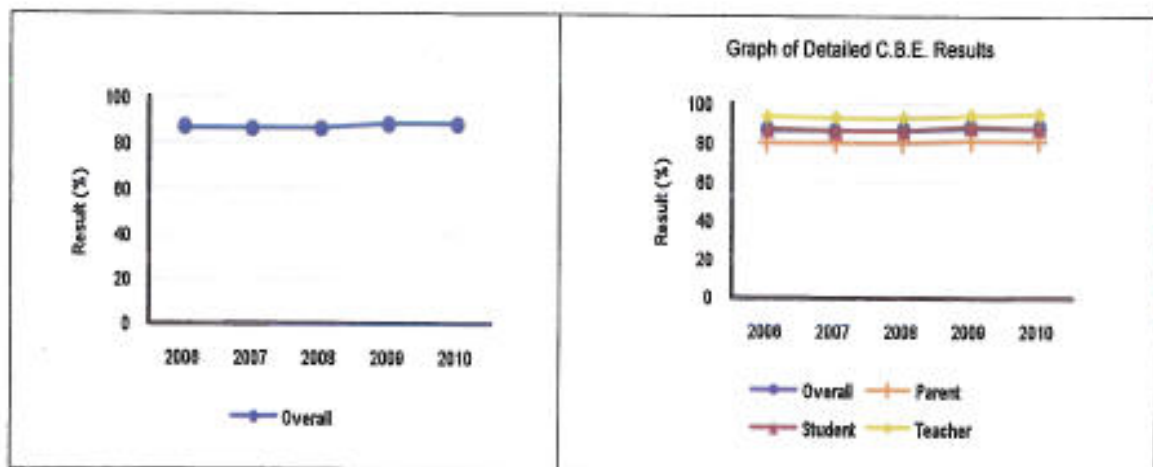 100
80
60
40
20
0
Result (%)
2006 2007 2008 2009 2010
Overall
Graph of Detailed C.B.E. Results
100
80
60
40
20
0
Result (%)
2006 2007 2008 2009 2010
Overall Parent
Student Teacher